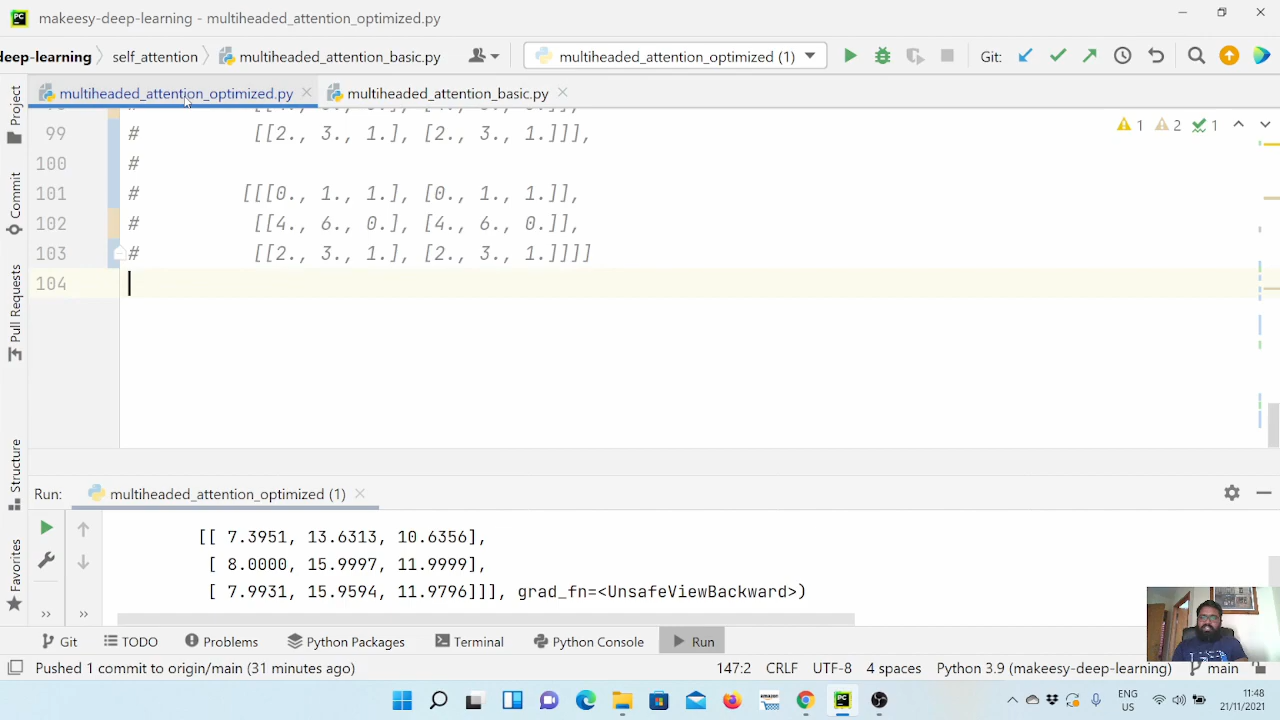 makeesy-deep-learning - multiheaded_attention_optimized.py
deep-learning self_attention multiheaded_attention_basic.py multiheaded_attention_optimized (1) Git:
multiheaded_attention_optimized.py multiheaded_attention_basic.py
99 # [[2., 3., 1.], [2., 3., 1.]]],
1 2 1
100 #
101 # [[[0., 1., 1.], [0., 1., 1.]],
102 # [[4., 6., 0.], [4., 6., 0.]],
103 # [[2., 3., 1.], [2., 3., 1.]]]]
104
Project
Commit
Pull Requests
Structure
Favorites
Run: multiheaded_attention_optimized (1)
[[ 7.3951, 13.6313, 10.6356],
[ 8.0000, 15.9997, 11.9999],
[ 7.9931, 15.9594, 11.9796]]], grad_fn=<UnsafeViewBackward>)
Git TODO Problems Python Packages Terminal Python Console Run
Pushed 1 commit to origin/main (31 minutes ago) 147:2 CRLF UTF-8 4 spaces Python 3.9 (makeesy-deep-learning) main
ENG
US
11:48
21/11/2021